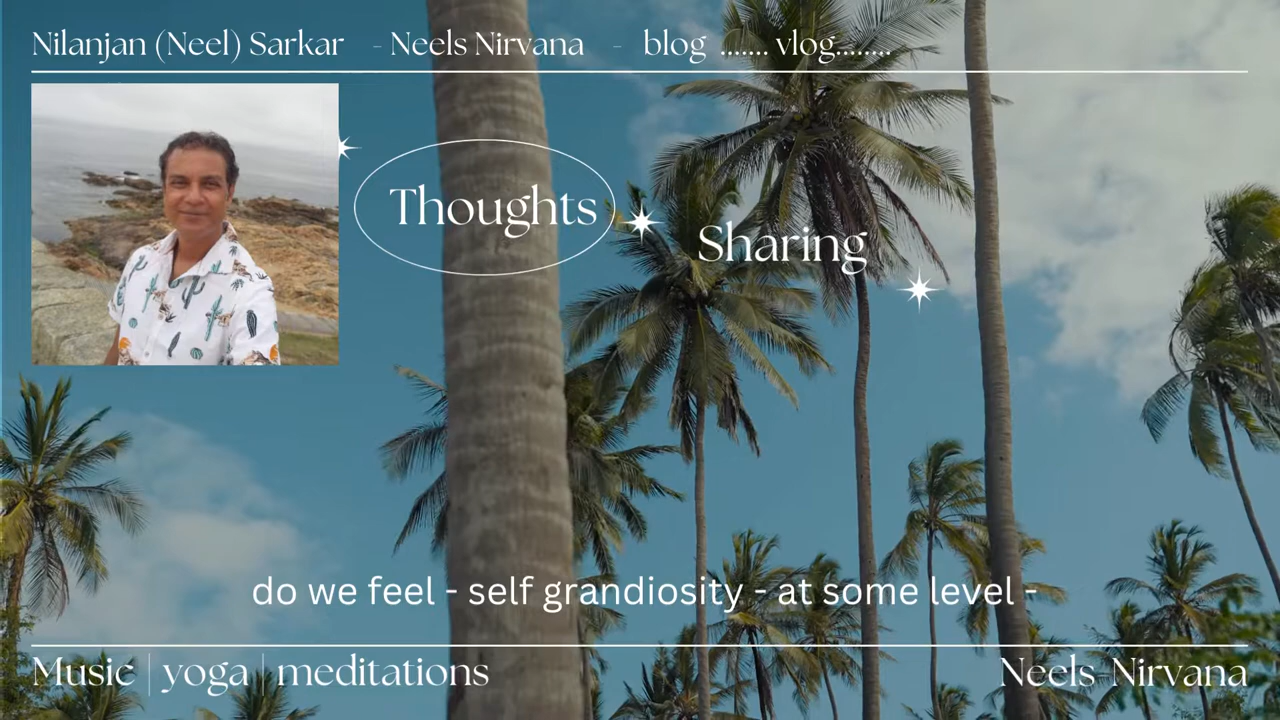 Nilanjan (Neel) Sarkar - Neels Nirvana - blog ....... vlog........
Thoughts
Sharing
do we feel - self grandiosity - at some level -
Music | yoga | meditations
Neels-Nirvana